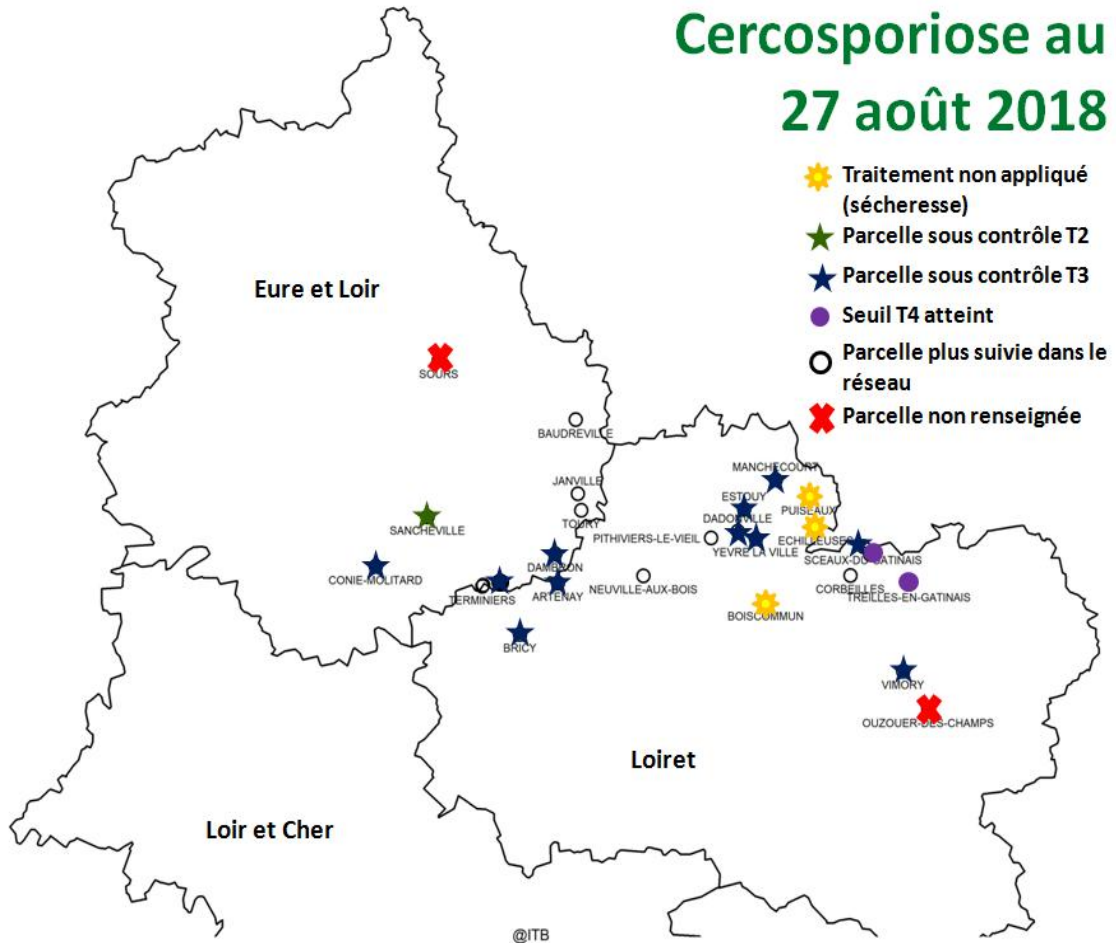 Cercosporiose au
27 août 2018
Traitement non appliqué
(sécheresse)
Parcelle sous contrôle T2
Parcelle sous contrôle T3
Seuil T4 atteint
Parcelle plus suivie dans le
réseau
Parcelle non renseignée
Eure et Loir
SOURS
BAUDREVILLE
MANCHECOURT
JANVILLE
ESTOUY
PUISEAUX
TOURY
DADONVILLE
SANCHEVILLE
PITHIVIERS-LE-VIEIL
ECHILLEUSES
YEVRE LA VILLE
SCEAUX-DU-GATINAIS
DAMBRON
CONIE-MOLITARD
NEUVILLE-AUX-BOIS
CORBEILLES
TERMINIERS
ARTENAY
TREILLES-EN-GATINAIS
BOISCOMMUN
BRICY
VIMORY
OUZOUER-DES-CHAMPS
Loiret
Loir et Cher
@ITB